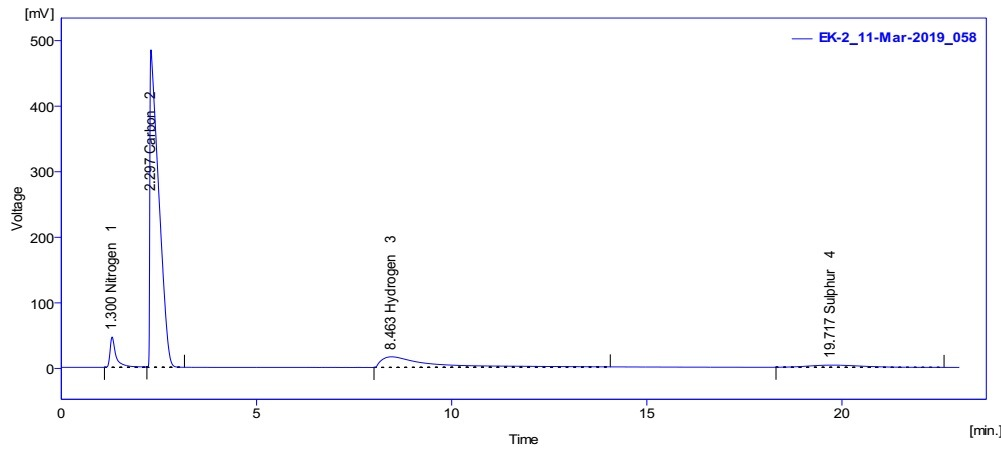 [mV]
EK-2_11-Mar-2019_058
500
400
300
200
100
0
Voltage
1.300 Nitrogen 1
2.297 Carbon 2
8.463 Hydrogen 3
19.717 Sulphur 4
0 5 10 15 20
Time
[min.]